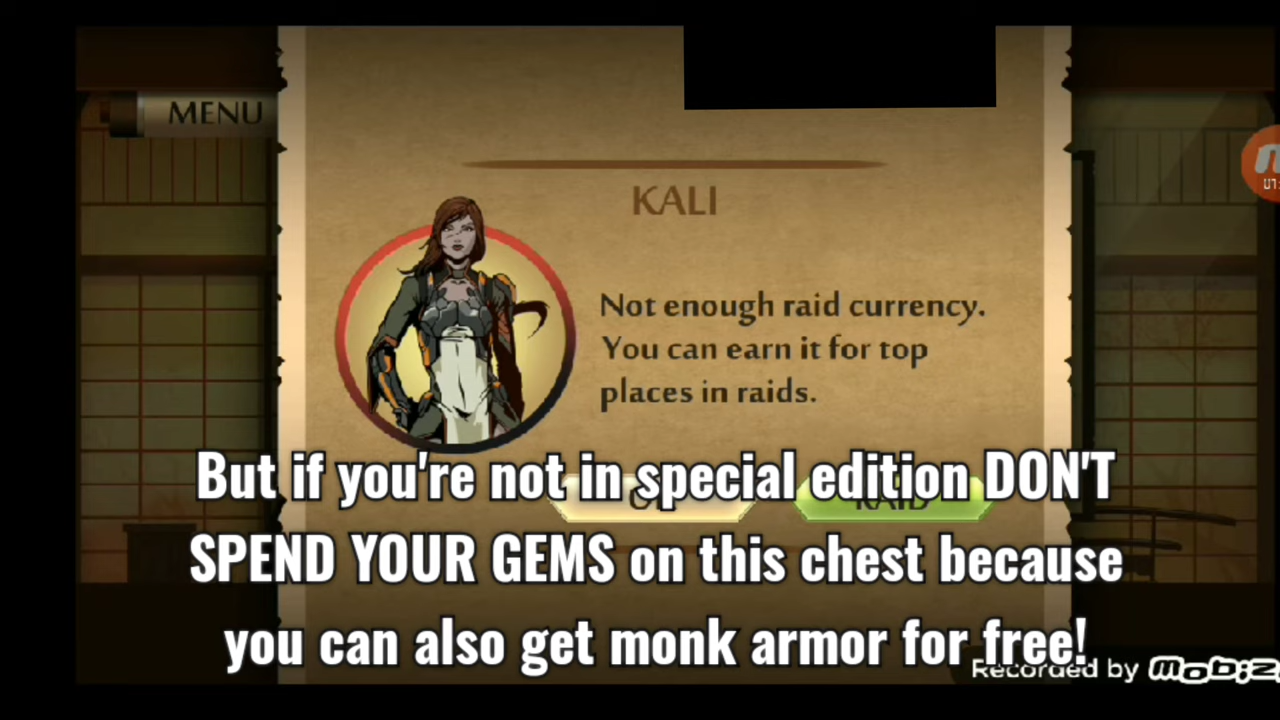 MENU
KALI
Not enough raid currency.
You can earn it for top
places in raids.
But if you're not in special edition DON'T
RAID
SPEND YOUR GEMS on this chest because
you can also get monk armor for free!
Recorded by